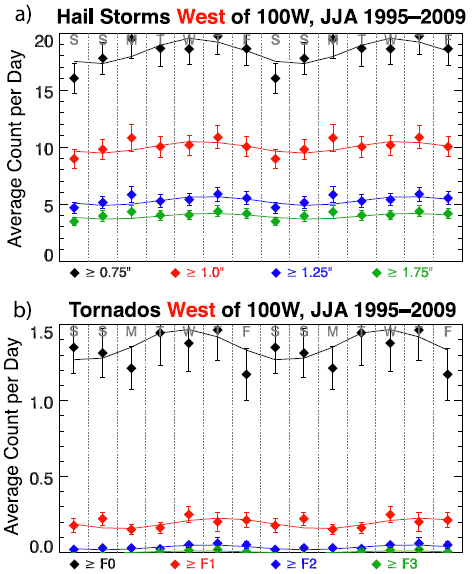 a) Hail Storms West of 100W, JJA 1995–2009
Average Count per Day
20
15
10
5
0
S S M T W T F S S M T W T F
≥ 0.75" ≥ 1.0" ≥ 1.25" ≥ 1.75"
b) Tornados West of 100W, JJA 1995–2009
Average Count per Day
1.5
1.0
0.5
0.0
S S M T W T F S S M T W T F
≥ F0 ≥ F1 ≥ F2 ≥ F3